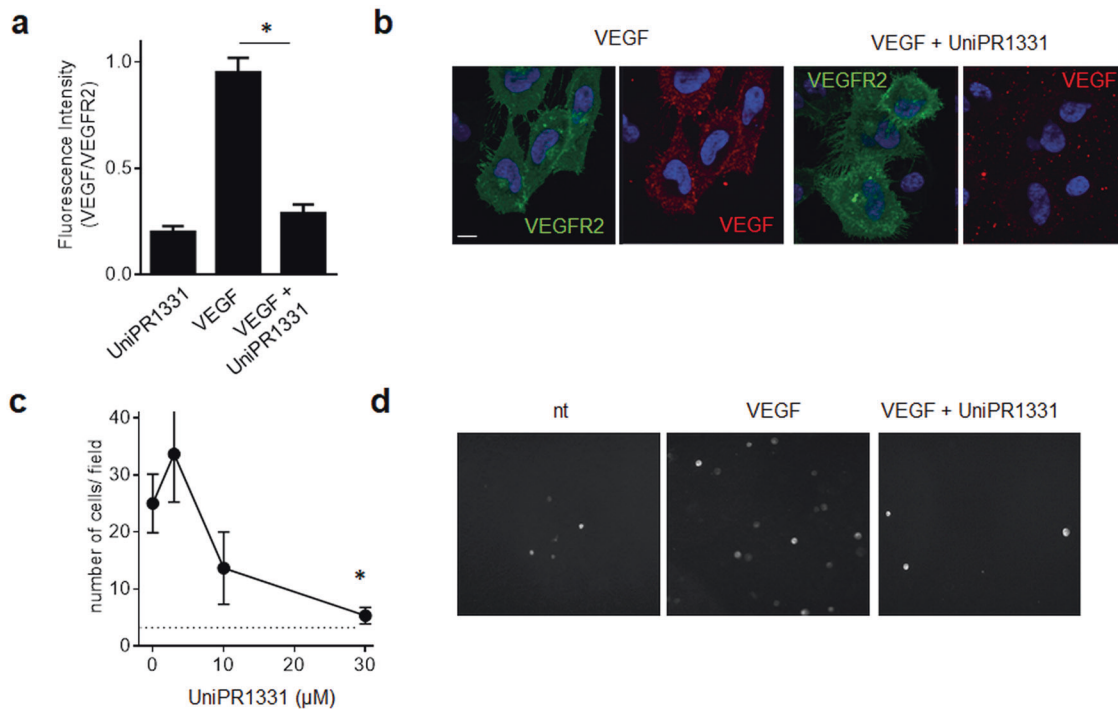 a
Fluorescence Intensity
(VEGF/VEGFR2)
1.0
0.5
0.0
*
UniPR1331
VEGF
VEGF +
UniPR1331
b
VEGF
VEGF + UniPR1331
VEGFR2
VEGF
VEGFR2
VEGF
c
number of cells/ field
40
30
20
10
0
*
0
10
20
30
UniPR1331 (µM)
d
nt
VEGF
VEGF + UniPR1331